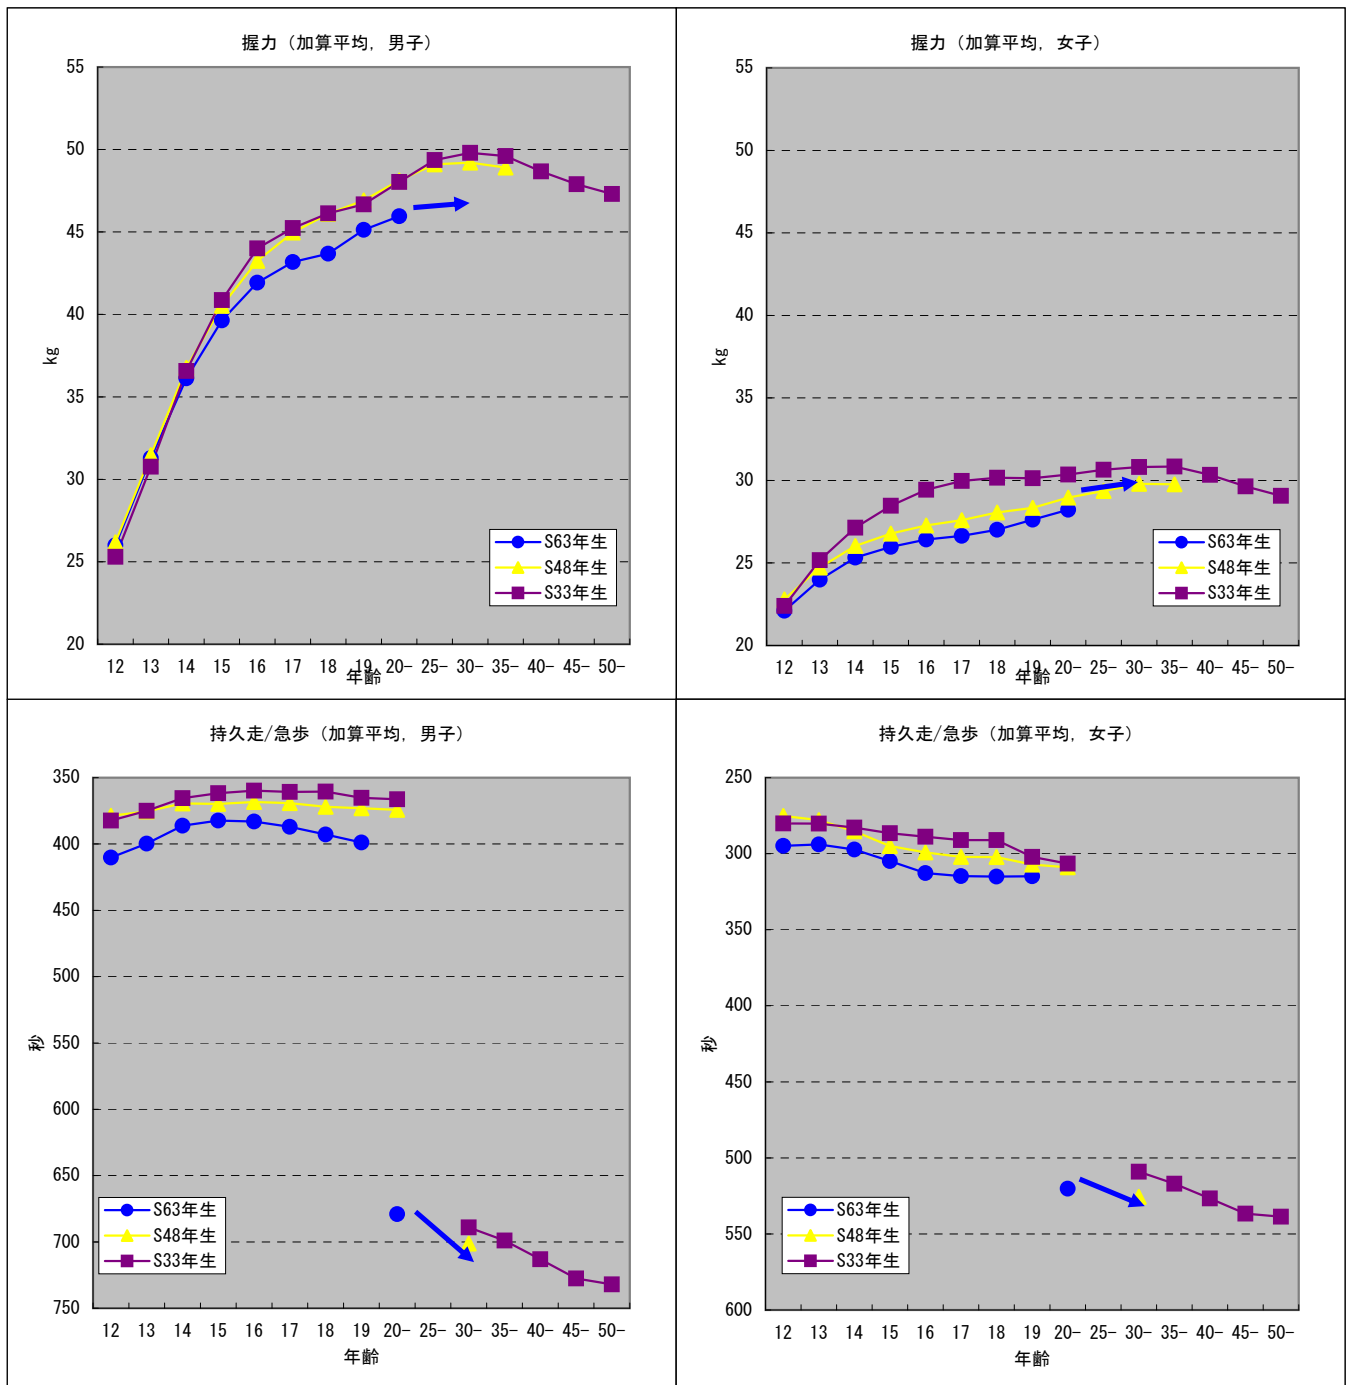 握力（加算平均，男子）
55
50
45
40
35
30
25
20
kg
S63年生
S48年生
S33年生
12 13 14 15 16 17 18 19 20- 25- 30- 35- 40- 45- 50-
年齢
握力（加算平均，女子）
55
50
45
40
35
30
25
20
kg
S63年生
S48年生
S33年生
12 13 14 15 16 17 18 19 20- 25- 30- 35- 40- 45- 50-
年齢
持久走/急歩（加算平均，男子）
350
400
450
500
550
600
650
700
750
秒
S63年生
S48年生
S33年生
12 13 14 15 16 17 18 19 20- 25- 30- 35- 40- 45- 50-
年齢
持久走/急歩（加算平均，女子）
250
300
350
400
450
500
550
600
秒
S63年生
S48年生
S33年生
12 13 14 15 16 17 18 19 20- 25- 30- 35- 40- 45- 50-
年齢